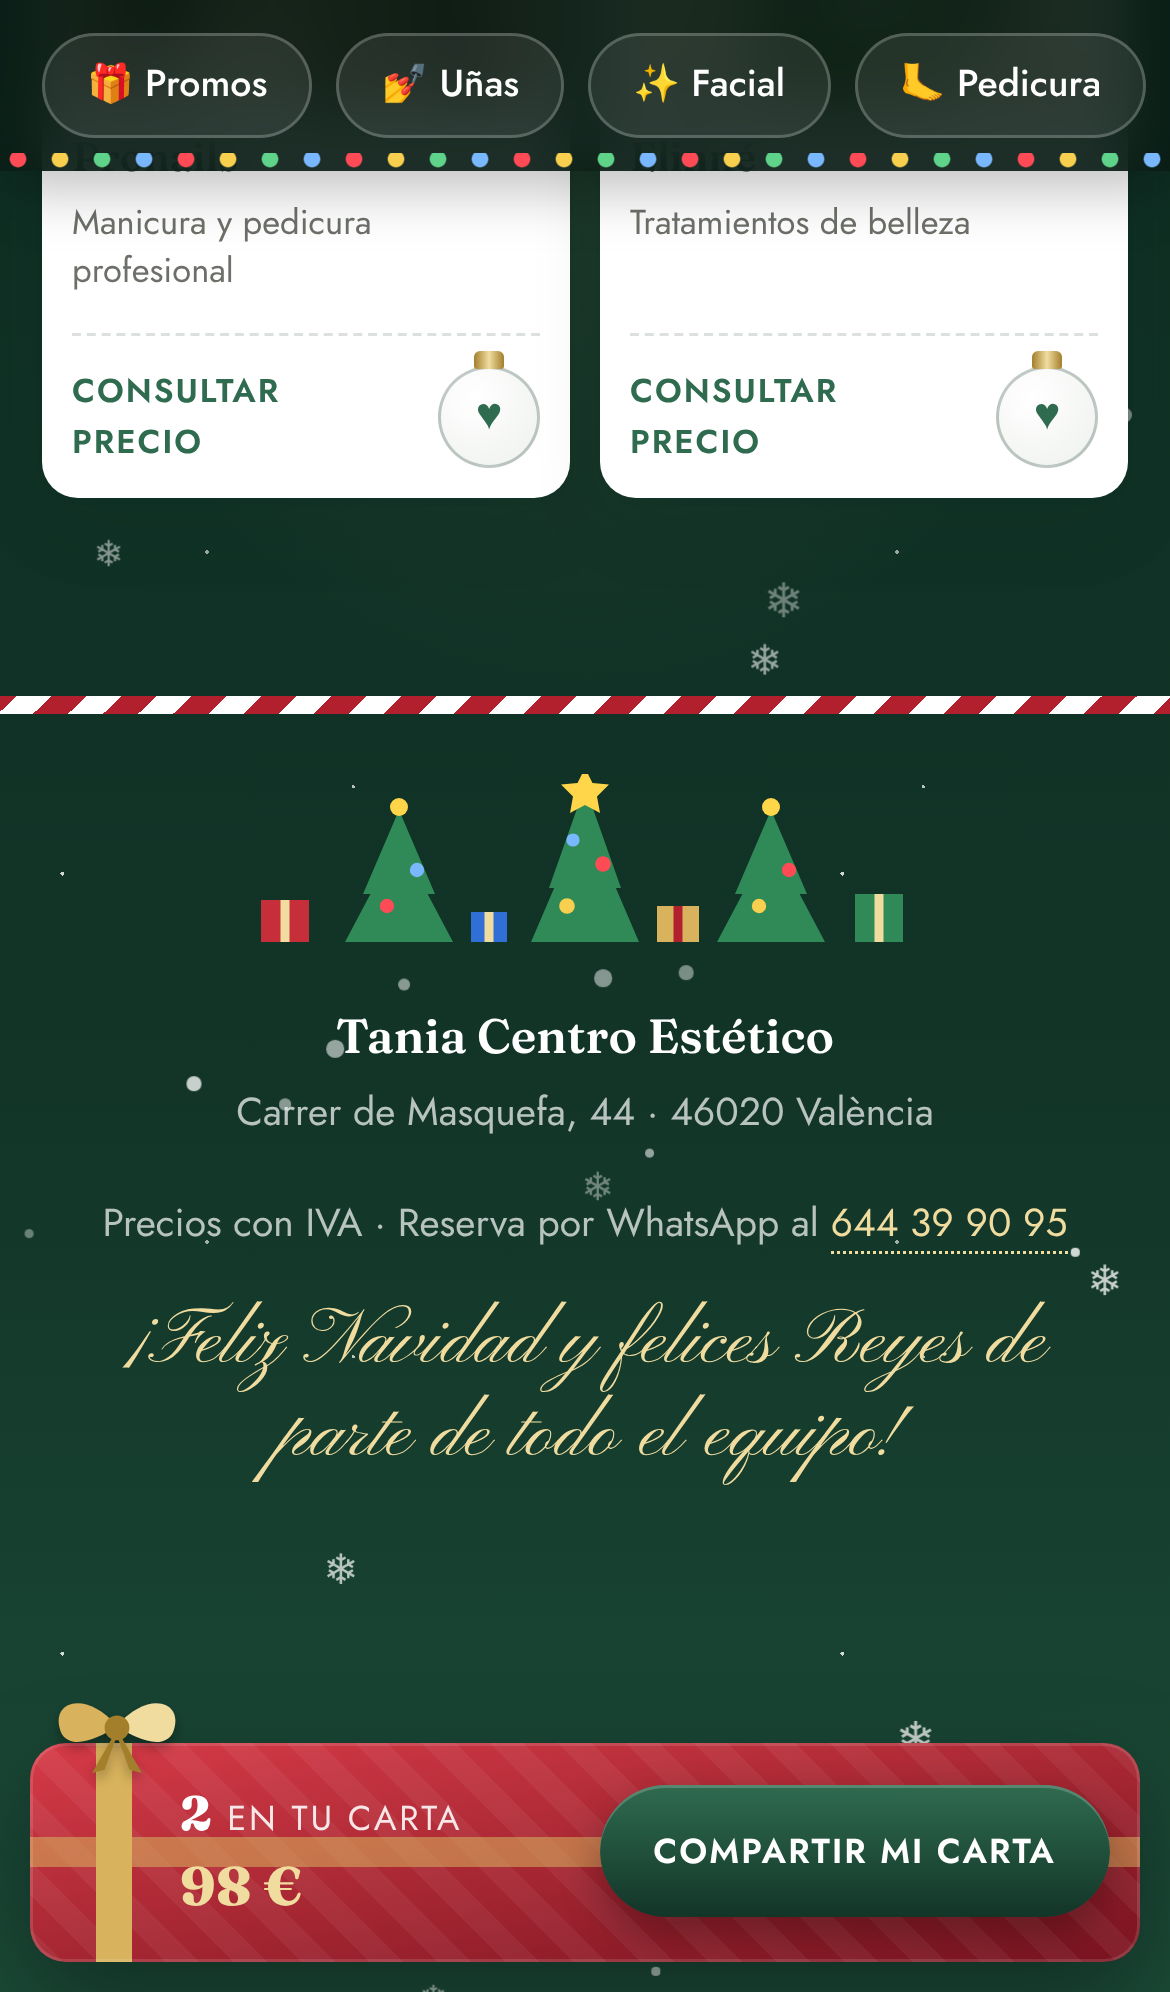 🎁 Promos
💅 Uñas
✨ Facial
🦶 Pedicura
Pronails
Eliane
Manicura y pedicura
profesional
Tratamientos de belleza
CONSULTAR
PRECIO
CONSULTAR
PRECIO
Tania Centro Estético
Carrer de Masquefa, 44 · 46020 València
Precios con IVA · Reserva por WhatsApp al 644 39 90 95
¡Feliz Navidad y felices Reyes de
parte de todo el equipo!
2 EN TU CARTA
98 €
COMPARTIR MI CARTA